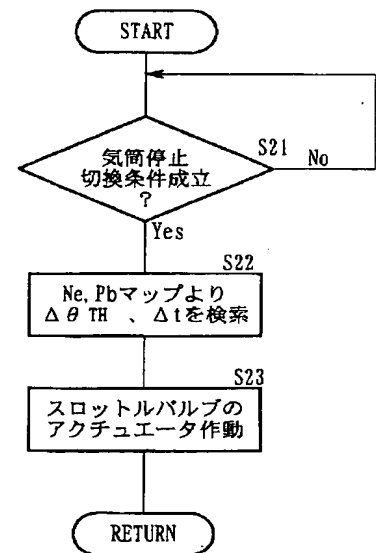 START
S21
気筒停止
切換条件成立
?
No
Yes
S22
Ne, Pbマップより
Δθ TH 、Δtを検索
S23
スロットルバルブの
アクチュエータ作動
RETURN